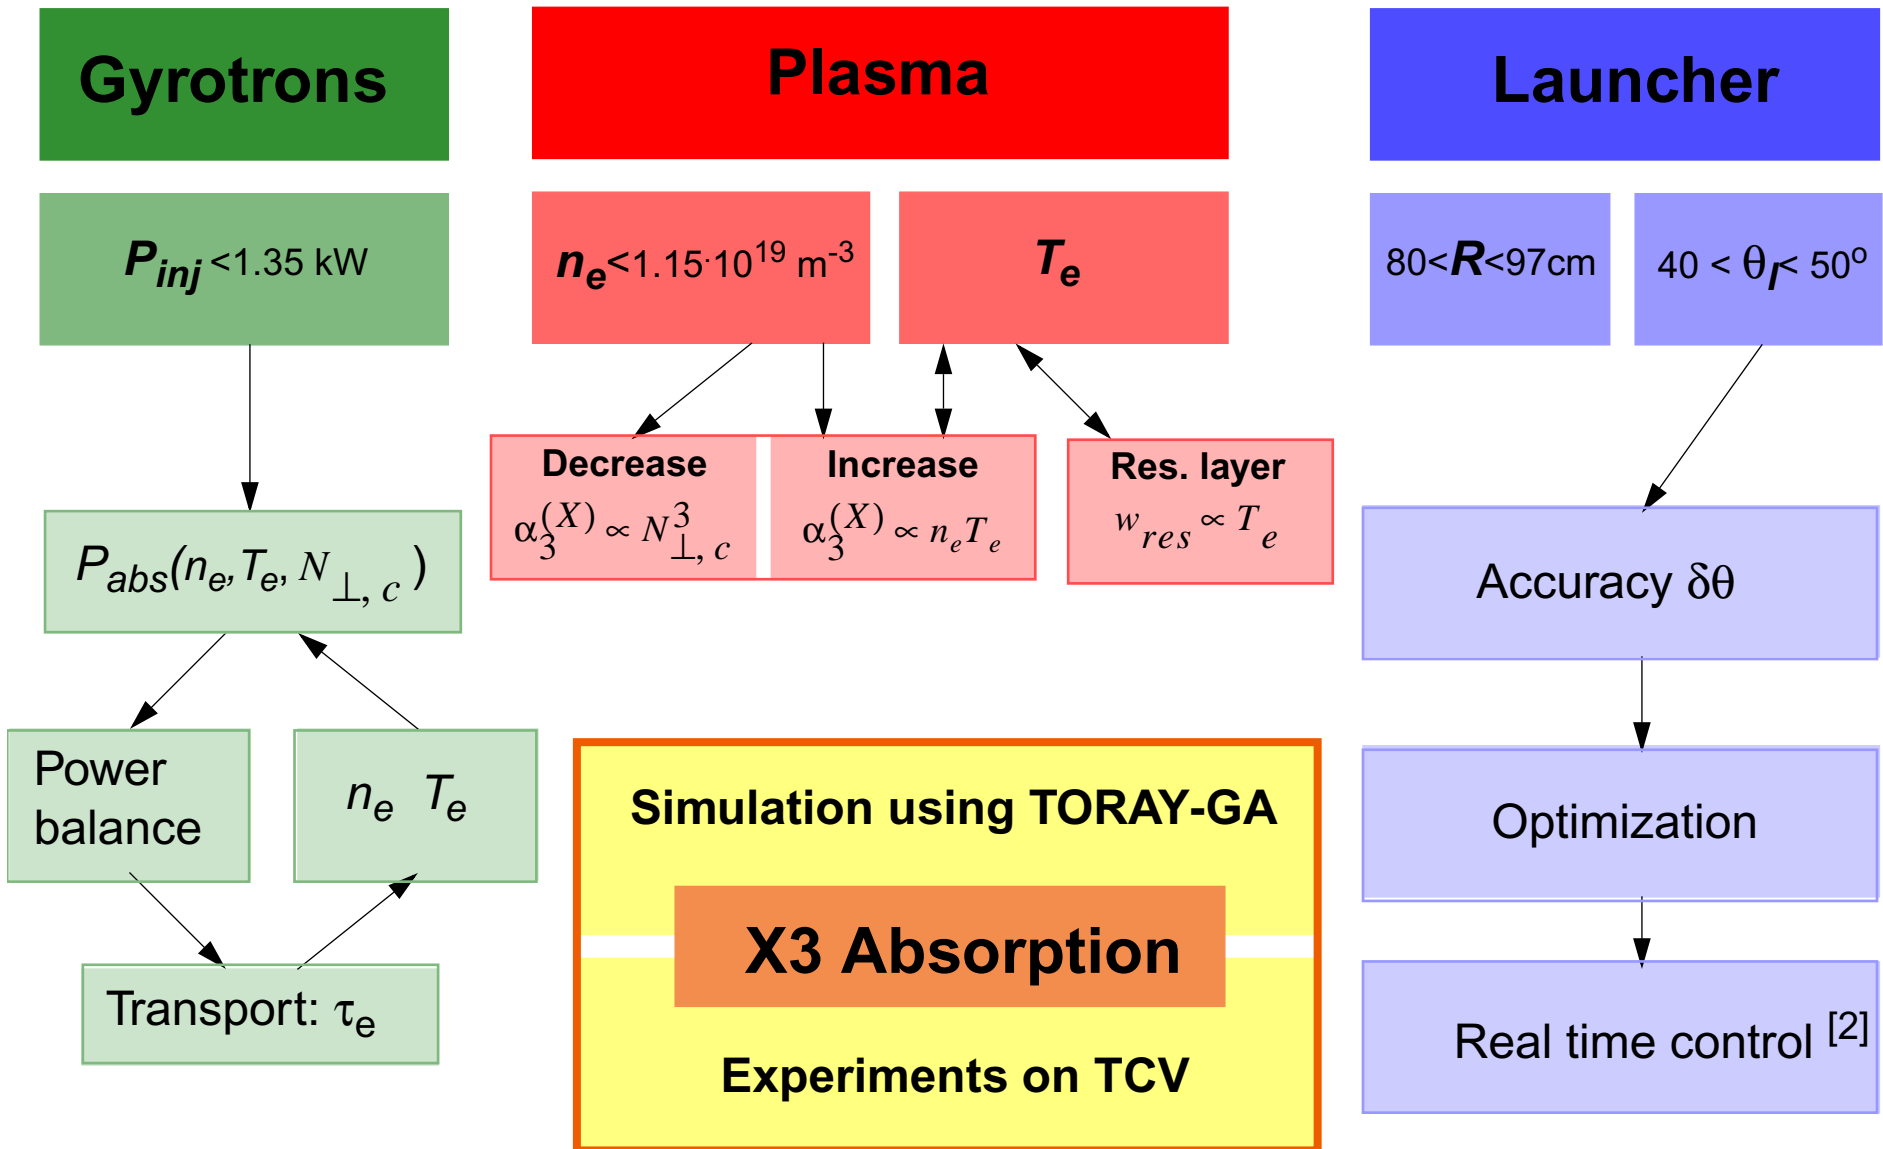 Gyrotrons
Plasma
Launcher
P_inj <1.35 kW
n_e<1.15·10^19 m^-3
T_e
80<R<97cm
40 < θ_l< 50°
Decrease
α_3^(X) ∝ N_⊥, c^3
Increase
α_3^(X) ∝ n_e T_e
Res. layer
w_res ∝ T_e
P_abs(n_e,T_e, N_⊥, c )
Accuracy δθ
Power
balance
n_e T_e
Simulation using TORAY-GA
Optimization
X3 Absorption
Transport: τ_e
Experiments on TCV
Real time control [2]